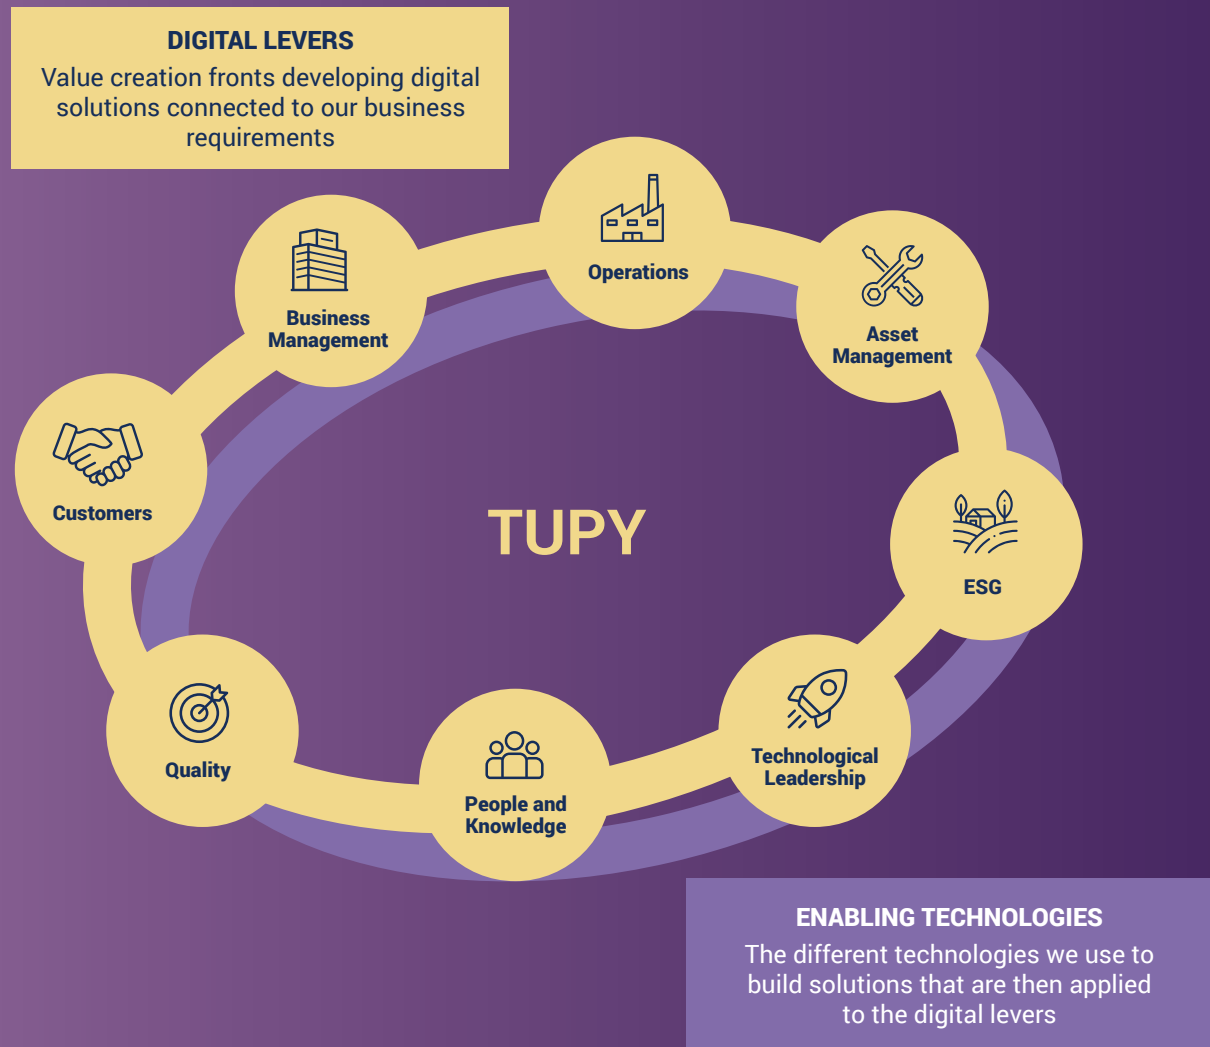 DIGITAL LEVERS
Value creation fronts developing digital
solutions connected to our business
requirements
Operations
Business
Management
Asset
Management
Customers
TUPY
ESG
Technological
Leadership
Quality
People and
Knowledge
ENABLING TECHNOLOGIES
The different technologies we use to
build solutions that are then applied
to the digital levers